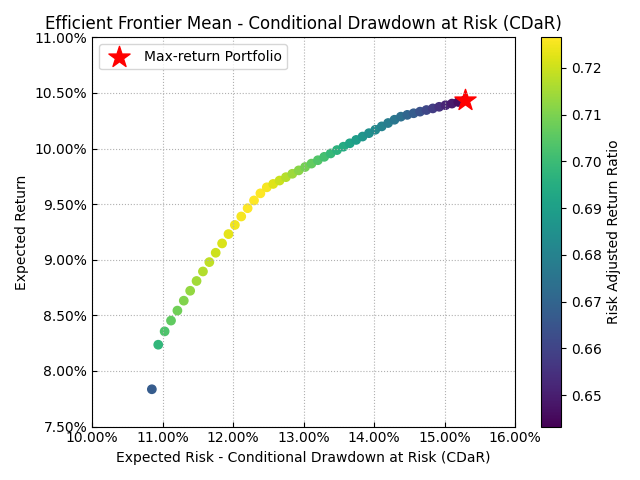 Efficient Frontier Mean - Conditional Drawdown at Risk (CDaR)
Max-return Portfolio
Expected Return
11.00%
10.50%
10.00%
9.50%
9.00%
8.50%
8.00%
7.50%
10.00% 11.00% 12.00% 13.00% 14.00% 15.00% 16.00%
Expected Risk - Conditional Drawdown at Risk (CDaR)
0.72
0.71
0.70
0.69
0.68
0.67
0.66
0.65
Risk Adjusted Return Ratio